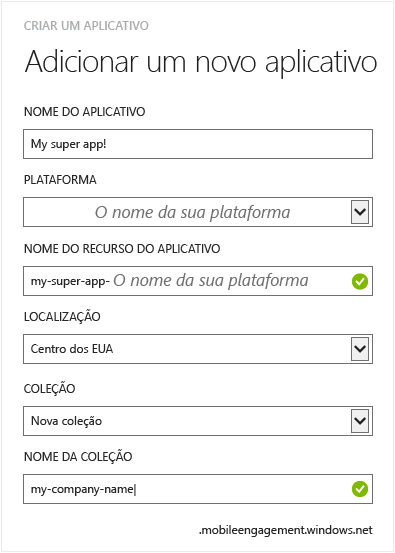 CRIAR UM APLICATIVO
Adicionar um novo aplicativo
NOME DO APLICATIVO
My super app!
PLATAFORMA
O nome da sua plataforma
NOME DO RECURSO DO APLICATIVO
my-super-app- O nome da sua plataforma
LOCALIZAÇÃO
Centro dos EUA
COLEÇÃO
Nova coleção
NOME DA COLEÇÃO
my-company-name
.mobileengagement.windows.net